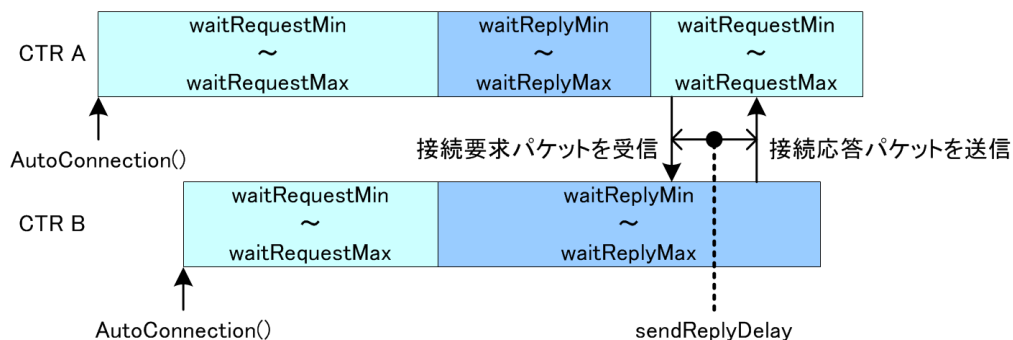 CTR A
waitRequestMin
～
waitRequestMax
waitReplyMin
～
waitReplyMax
waitRequestMin
～
waitRequestMax
AutoConnection()
接続要求パケットを受信
接続応答パケットを送信
CTR B
waitRequestMin
～
waitRequestMax
waitReplyMin
～
waitReplyMax
AutoConnection()
sendReplyDelay